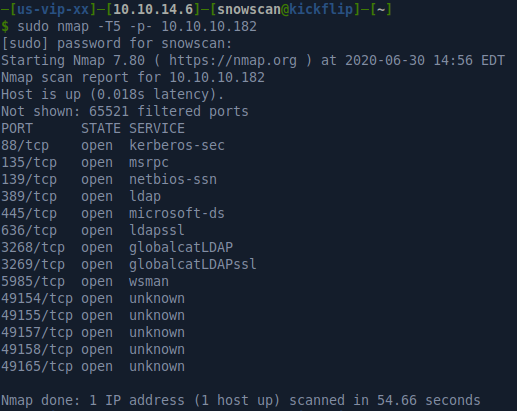 ─[us-vip-xx]─[10.10.14.6]─[snowscan@kickflip]─[~]
$ sudo nmap -T5 -p- 10.10.10.182
[sudo] password for snowscan:
Starting Nmap 7.80 ( https://nmap.org ) at 2020-06-30 14:56 EDT
Nmap scan report for 10.10.10.182
Host is up (0.018s latency).
Not shown: 65521 filtered ports
PORT      STATE SERVICE
88/tcp    open  kerberos-sec
135/tcp   open  msrpc
139/tcp   open  netbios-ssn
389/tcp   open  ldap
445/tcp   open  microsoft-ds
636/tcp   open  ldapssl
3268/tcp  open  globalcatLDAP
3269/tcp  open  globalcatLDAPssl
5985/tcp  open  wsman
49154/tcp open  unknown
49155/tcp open  unknown
49157/tcp open  unknown
49158/tcp open  unknown
49165/tcp open  unknown
Nmap done: 1 IP address (1 host up) scanned in 54.66 seconds